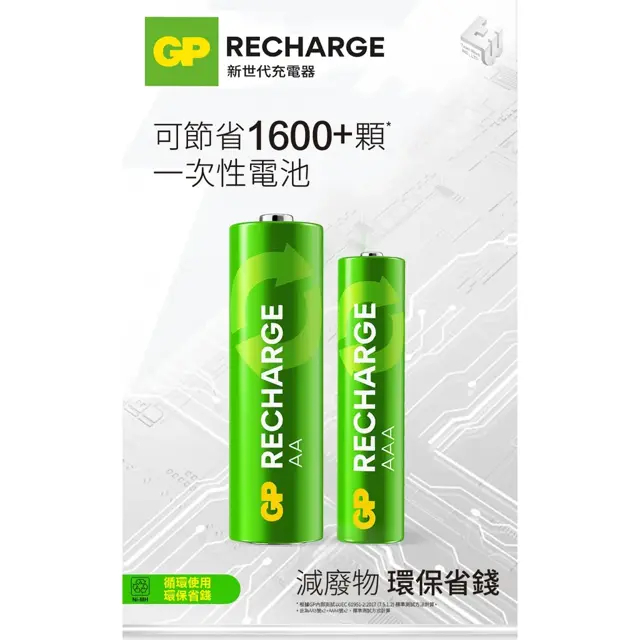 GP RECHARGE
新世代充電器
可節省1600+顆*
一次性電池
GP RECHARGE AA
GP RECHARGE AAA
Ni-MH
循環使用
環保省錢
減廢物 環保省錢